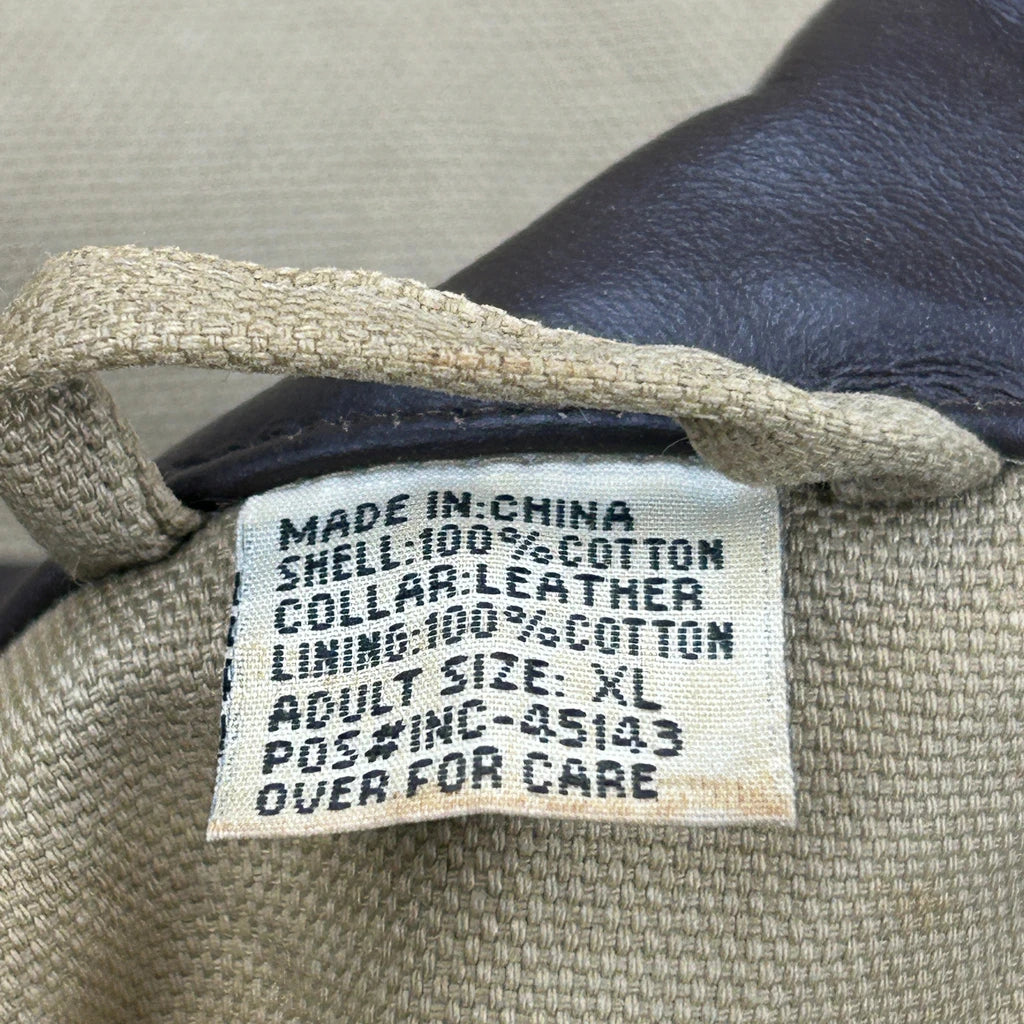 MADE IN:CHINA
SHELL:100%COTTON
COLLAR:LEATHER
LINING:100%COTTON
ADULT SIZE: XL
POS#INC-45143
OVER FOR CARE